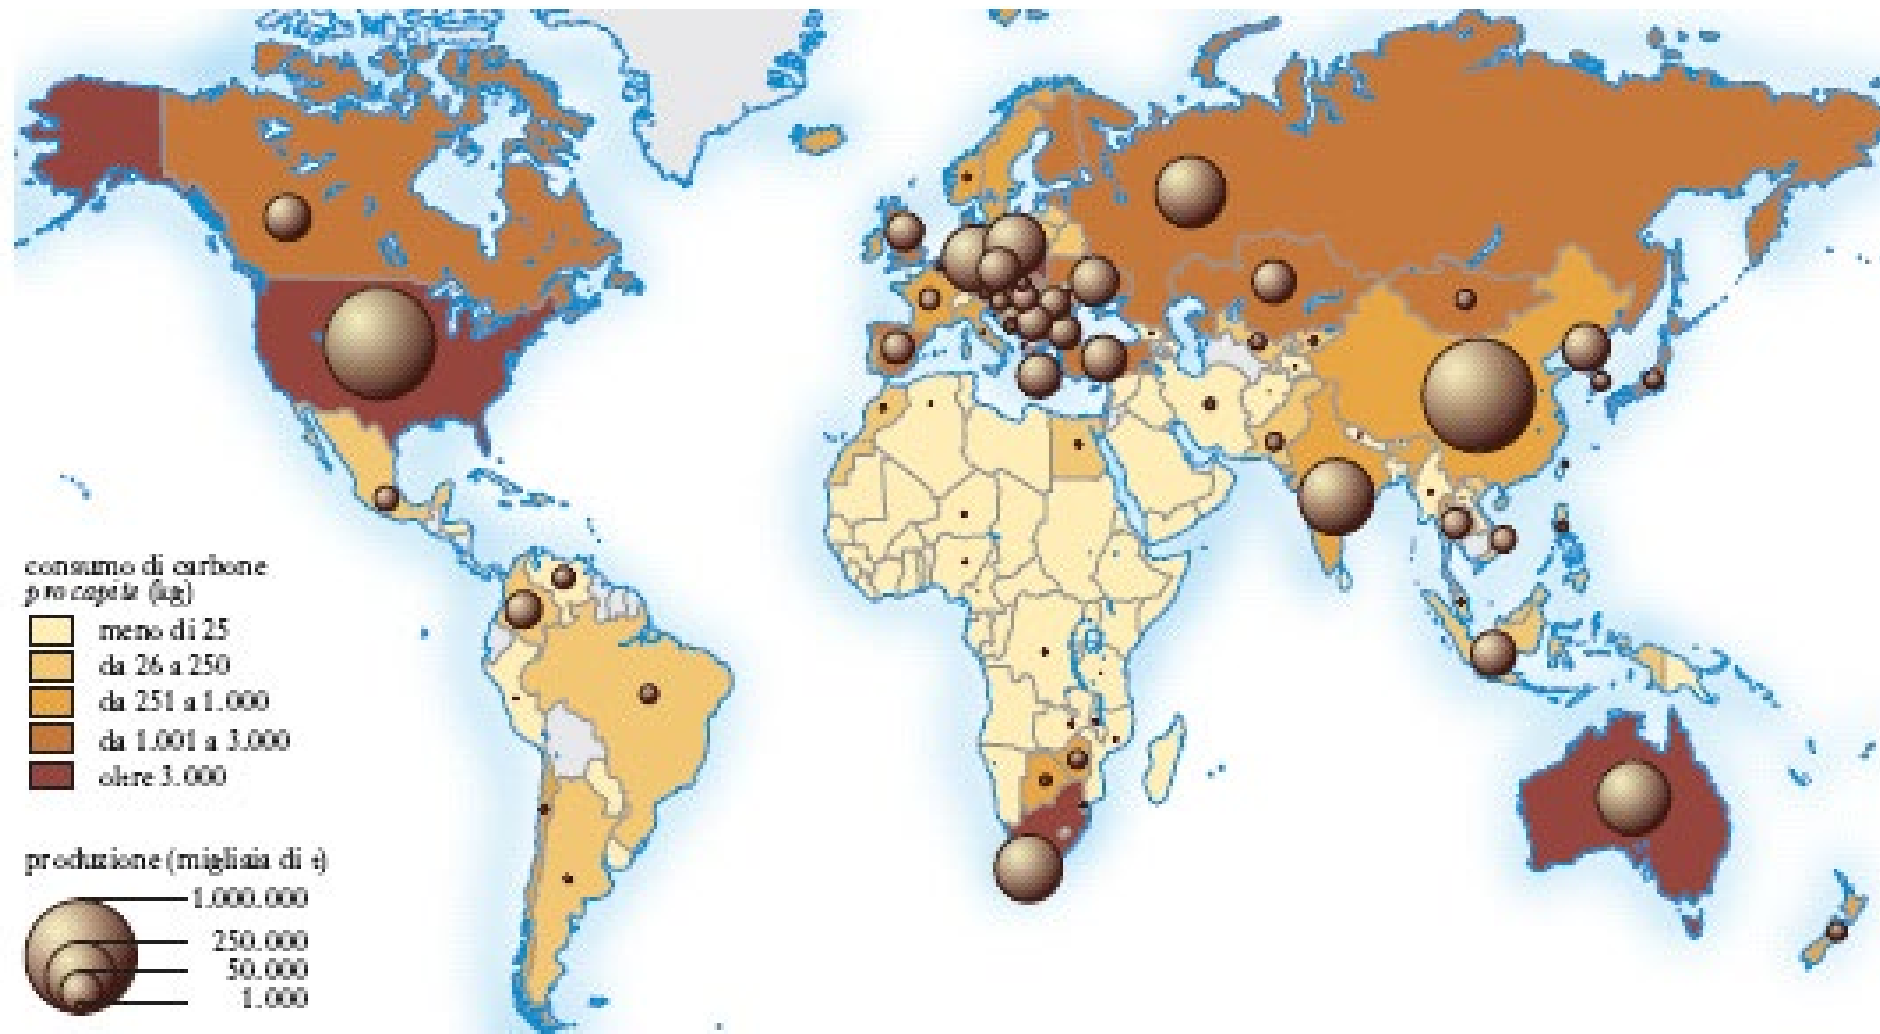 consumo di carbone
pro capite (kg)
meno di 25
da 26 a 250
da 251 a 1.000
da 1.001 a 3.000
oltre 3.000
produzione (migliaia di t)
1.000.000
250.000
50.000
1.000